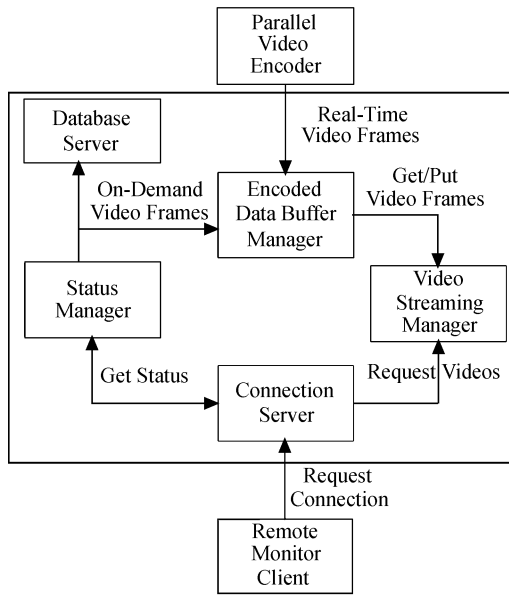 Parallel
Video
Encoder
Real-Time
Video Frames
Database
Server
On-Demand
Video Frames
Encoded
Data Buffer
Manager
Get/Put
Video Frames
Status
Manager
Video
Streaming
Manager
Get Status
Connection
Server
Request Videos
Request
Connection
Remote
Monitor
Client